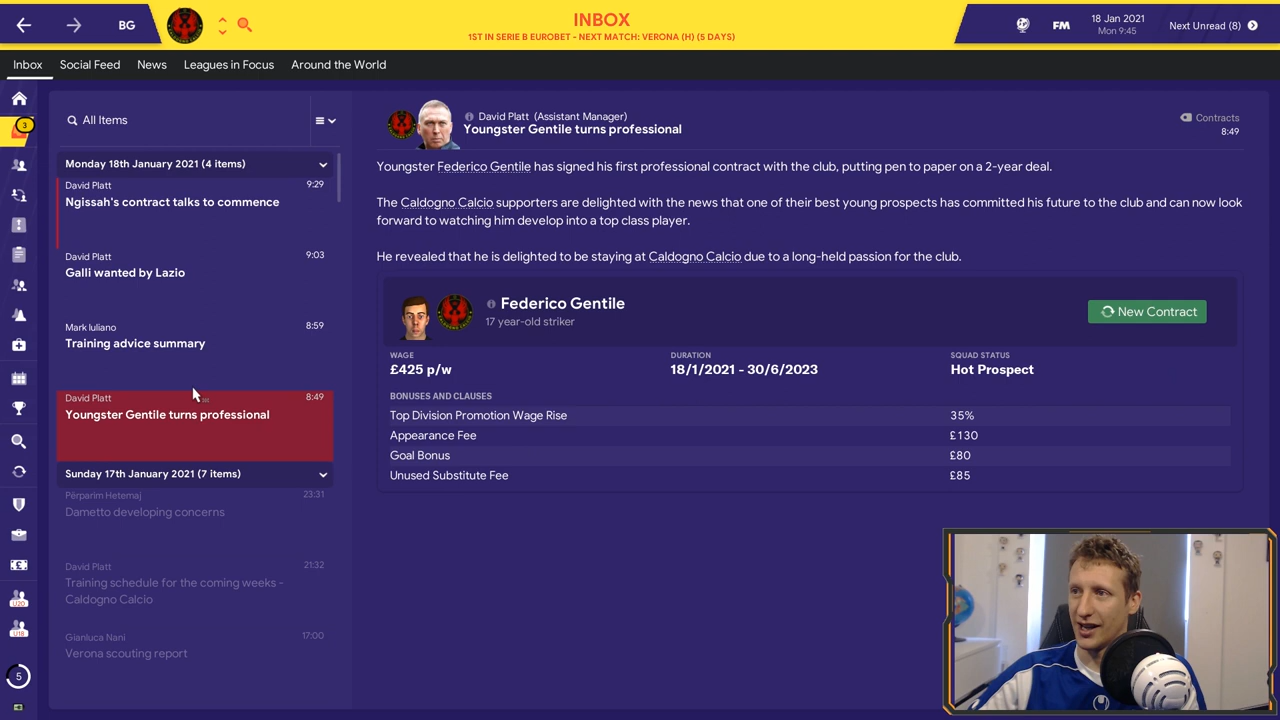 BG
INBOX
1ST IN SERIE B EUROBET - NEXT MATCH: VERONA (H) (5 DAYS)
FM
18 Jan 2021
Mon 9:45
Next Unread (8)
Inbox
Social Feed
News
Leagues in Focus
Around the World
3
U20
U18
5
All Items
Monday 18th January 2021 (4 items)
David Platt
9:29
Ngissah's contract talks to commence
David Platt
9:03
Galli wanted by Lazio
Mark Iuliano
8:59
Training advice summary
David Platt
8:49
Youngster Gentile turns professional
Sunday 17th January 2021 (7 items)
Përparim Hetemaj
23:31
Dametto developing concerns
David Platt
21:32
Training schedule for the coming weeks -
Caldogno Calcio
Gianluca Nani
17:00
Verona scouting report
David Platt (Assistant Manager)
Youngster Gentile turns professional
Contracts
8:49
Youngster Federico Gentile has signed his first professional contract with the club, putting pen to paper on a 2-year deal.
The Caldogno Calcio supporters are delighted with the news that one of their best young prospects has committed his future to the club and can now look
forward to watching him develop into a top class player.
He revealed that he is delighted to be staying at Caldogno Calcio due to a long-held passion for the club.
Federico Gentile
17 year-old striker
New Contract
WAGE
£425 p/w
DURATION
18/1/2021 - 30/6/2023
SQUAD STATUS
Hot Prospect
BONUSES AND CLAUSES
Top Division Promotion Wage Rise
35%
Appearance Fee
£130
Goal Bonus
£80
Unused Substitute Fee
£85